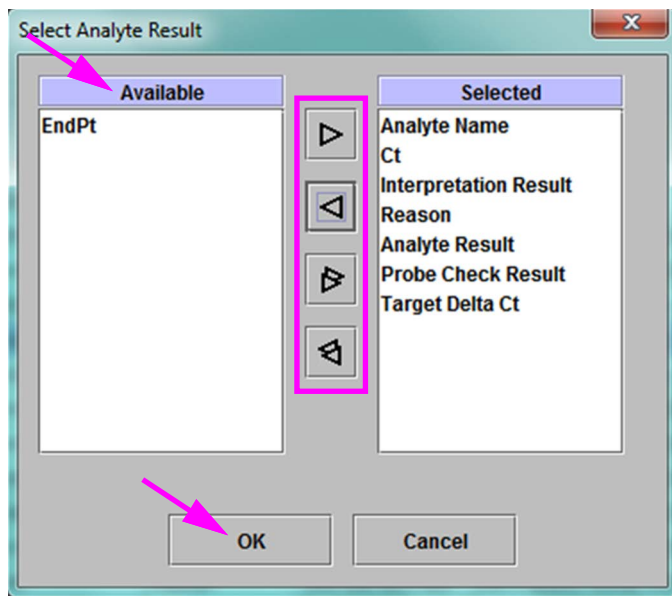 Select Analyte Result
Available
EndPt
Selected
Analyte Name
Ct
Interpretation Result
Reason
Analyte Result
Probe Check Result
Target Delta Ct
OK
Cancel